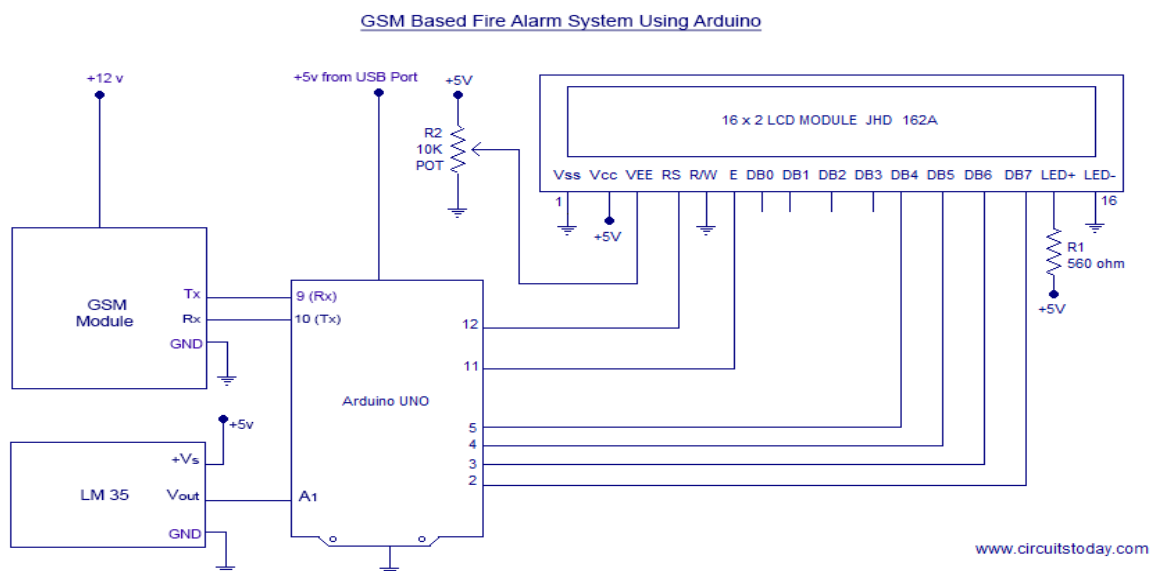 GSM Based Fire Alarm System Using Arduino
+12 v
+5v from USB Port
+5V
R2
10K
POT
16 x 2 LCD MODULE JHD 162A
Vss Vcc VEE RS R/W E DB0 DB1 DB2 DB3 DB4 DB5 DB6 DB7 LED+ LED-
1
16
+5V
R1
560 ohm
+5V
GSM
Module
Tx
Rx
GND
9 (Rx)
10 (Tx)
12
11
Arduino UNO
5
4
3
2
A1
+5v
LM 35
+Vs
Vout
GND
www.circuitstoday.com